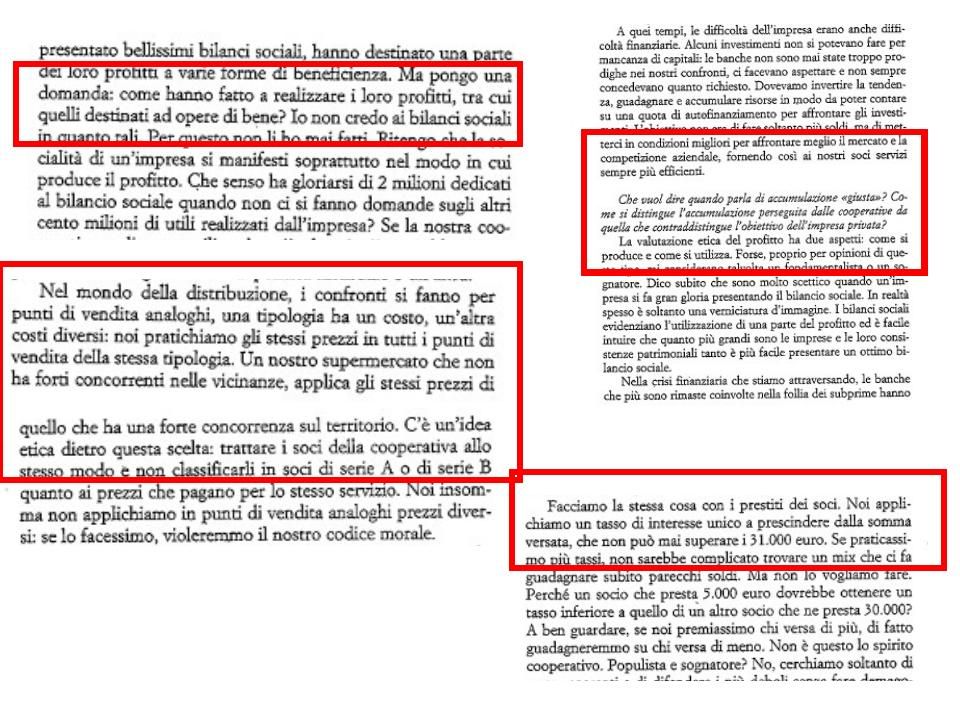 presentato bellissimi bilanci sociali, hanno destinato una parte
dei loro profitti a varie forme di beneficienza. Ma pongo una
domanda: come hanno fatto a realizzare i loro profitti, tra cui
quelli destinati ad opere di bene? Io non credo ai bilanci sociali
in quanto tali. Per questo non li ho mai fatti. Ritengo che la so-
cialità di un'impresa si manifesti soprattutto nel modo in cui
produce il profitto. Che senso ha gloriarsi di 2 milioni dedicati
al bilancio sociale quando non ci si fanno domande sugli altri
cento milioni di utili realizzati dall'impresa? Se la nostra coo-
Nel mondo della distribuzione, i confronti si fanno per
punti di vendita analoghi, una tipologia ha un costo, un'altra
costi diversi: noi pratichiamo gli stessi prezzi in tutti i punti di
vendita della stessa tipologia. Un nostro supermercato che non
ha forti concorrenti nelle vicinanze, applica gli stessi prezzi di
quello che ha una forte concorrenza sul territorio. C'è un'idea
etica dietro questa scelta: trattare i soci della cooperativa allo
stesso modo e non classificarli in soci di serie A o di serie B
quanto ai prezzi che pagano per lo stesso servizio. Noi insom-
ma non applichiamo in punti di vendita analoghi prezzi diver-
si: se lo facessimo, violeremmo il nostro codice morale.
A quei tempi, le difficoltà dell'impresa erano anche diffi-
coltà finanziarie. Alcuni investimenti non si potevano fare per
mancanza di capitali: le banche non sono mai state troppo pro-
dighe nei nostri confronti, ci facevano aspettare e non sempre
concedevano quanto richiesto. Dovevamo invertire la tenden-
za, guadagnare e accumulare risorse in modo da poter contare
su una quota di autofinanziamento per affrontare gli investi-
menti. L'obiettivo non era di fare soltanto più soldi, ma di met-
terci in condizioni migliori per affrontare meglio il mercato e la
competizione aziendale, fornendo così ai nostri soci servizi
sempre più efficienti.
Che vuol dire quando parla di accumulazione «giusta»? Co-
me si distingue l'accumulazione perseguita dalle cooperative da
quella che contraddistingue l'obiettivo dell'impresa privata?
La valutazione etica del profitto ha due aspetti: come si
produce e come si utilizza. Forse, proprio per opinioni di que-
sto tipo, mi considerano talvolta un fondamentalista o un so-
gnatore. Dico subito che sono molto scettico quando un'im-
presa si fa gran gloria presentando il bilancio sociale. In realtà
spesso è soltanto una verniciatura d'immagine. I bilanci sociali
evidenziano l'utilizzazione di una parte del profitto ed è facile
intuire che quanto più grandi sono le imprese e le loro consi-
stenze patrimoniali tanto è più facile presentare un ottimo bi-
lancio sociale.
Nella crisi finanziaria che stiamo attraversando, le banche
che più sono rimaste coinvolte nella follia dei subprime hanno
Facciamo la stessa cosa con i prestiti dei soci. Noi appli-
chiamo un tasso di interesse unico a prescindere dalla somma
versata, che non può mai superare i 31.000 euro. Se praticassi-
mo più tassi, non sarebbe complicato trovare un mix che ci fa
guadagnare subito parecchi soldi. Ma non lo vogliamo fare.
Perché un socio che presta 5.000 euro dovrebbe ottenere un
tasso inferiore a quello di un altro socio che ne presta 30.000?
A ben guardare, se noi premiassimo chi versa di più, di fatto
guadagneremmo su chi versa di meno. Non è questo lo spirito
cooperativo. Populista e sognatore? No, cerchiamo soltanto di